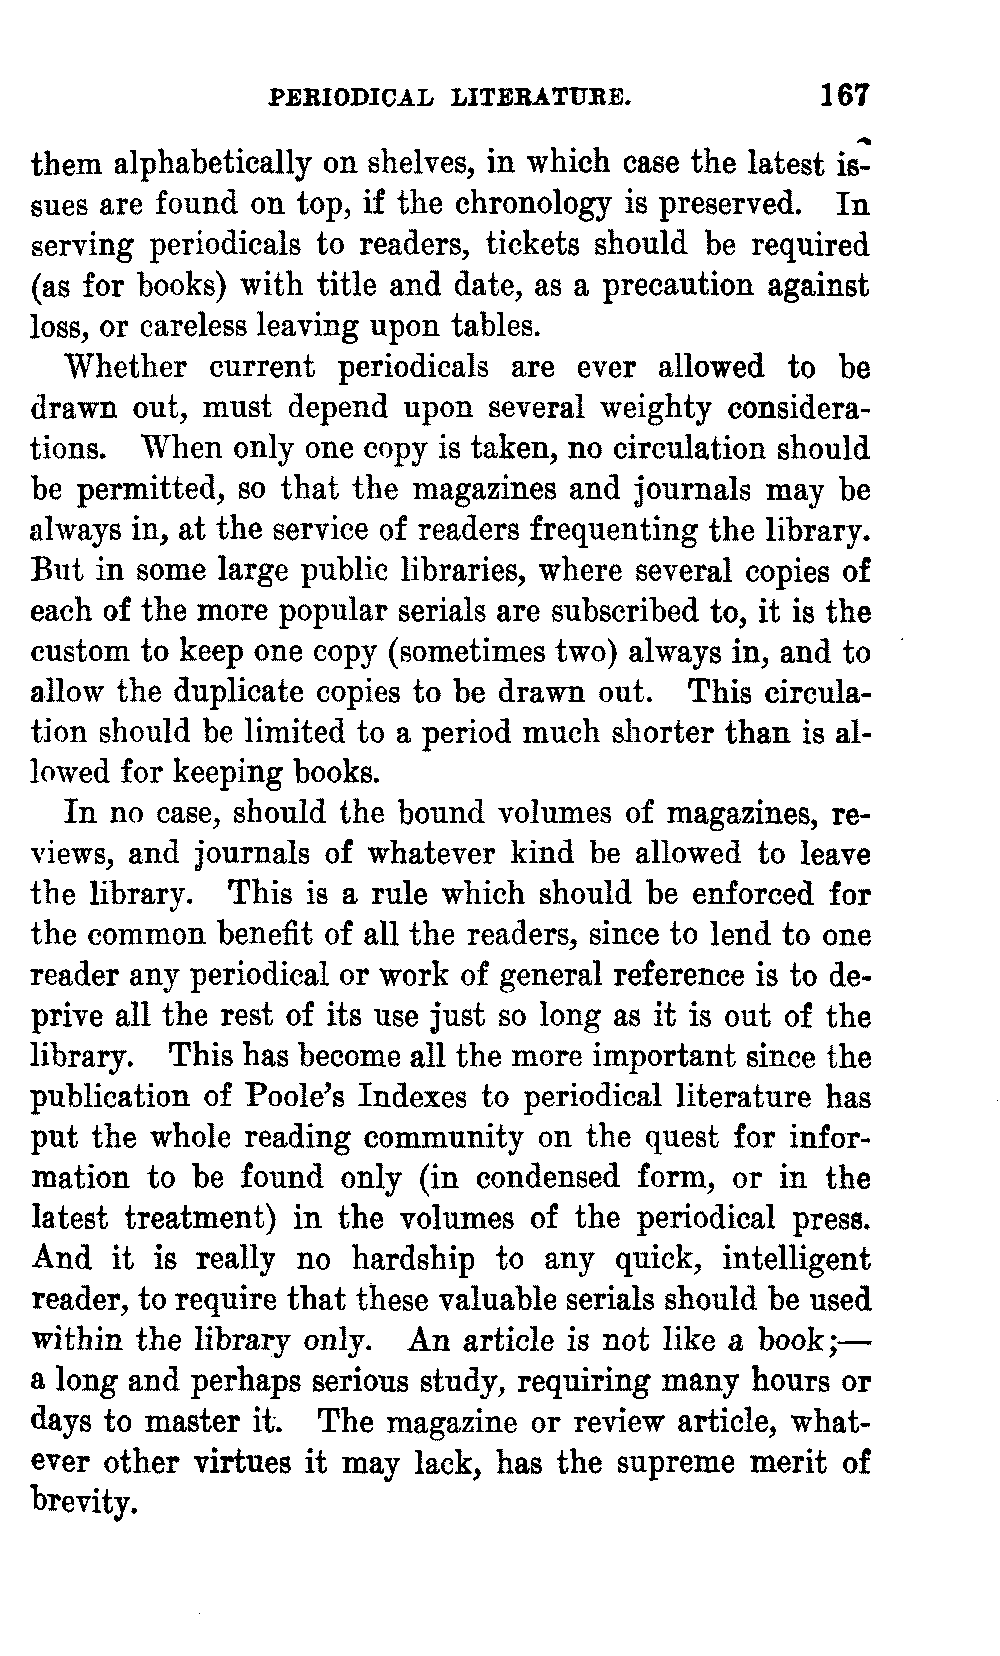 PERIODICAL LITERATURE. 167
them alphabetically on shelves, in which case the latest is-
sues are found on top, if the chronology is preserved. In
serving periodicals to readers, tickets should be required
(as for books) with title and date, as a precaution against
loss, or careless leaving upon tables.
Whether current periodicals are ever allowed to be
drawn out, must depend upon several weighty considera-
tions. When only one copy is taken, no circulation should
be permitted, so that the magazines and journals may be
always in, at the service of readers frequenting the library.
But in some large public libraries, where several copies of
each of the more popular serials are subscribed to, it is the
custom to keep one copy (sometimes two) always in, and to
allow the duplicate copies to be drawn out. This circula-
tion should be limited to a period much shorter than is al-
lowed for keeping books.
In no case, should the bound volumes of magazines, re-
views, and journals of whatever kind be allowed to leave
the library. This is a rule which should be enforced for
the common benefit of all the readers, since to lend to one
reader any periodical or work of general reference is to de-
prive all the rest of its use just so long as it is out of the
library. This has become all the more important since the
publication of Poole's Indexes to periodical literature has
put the whole reading community on the quest for infor-
mation to be found only (in condensed form, or in the
latest treatment) in the volumes of the periodical press.
And it is really no hardship to any quick, intelligent
reader, to require that these valuable serials should be used
within the library only. An article is not like a book;—
a long and perhaps serious study, requiring many hours or
days to master it. The magazine or review article, what-
ever other virtues it may lack, has the supreme merit of
brevity.